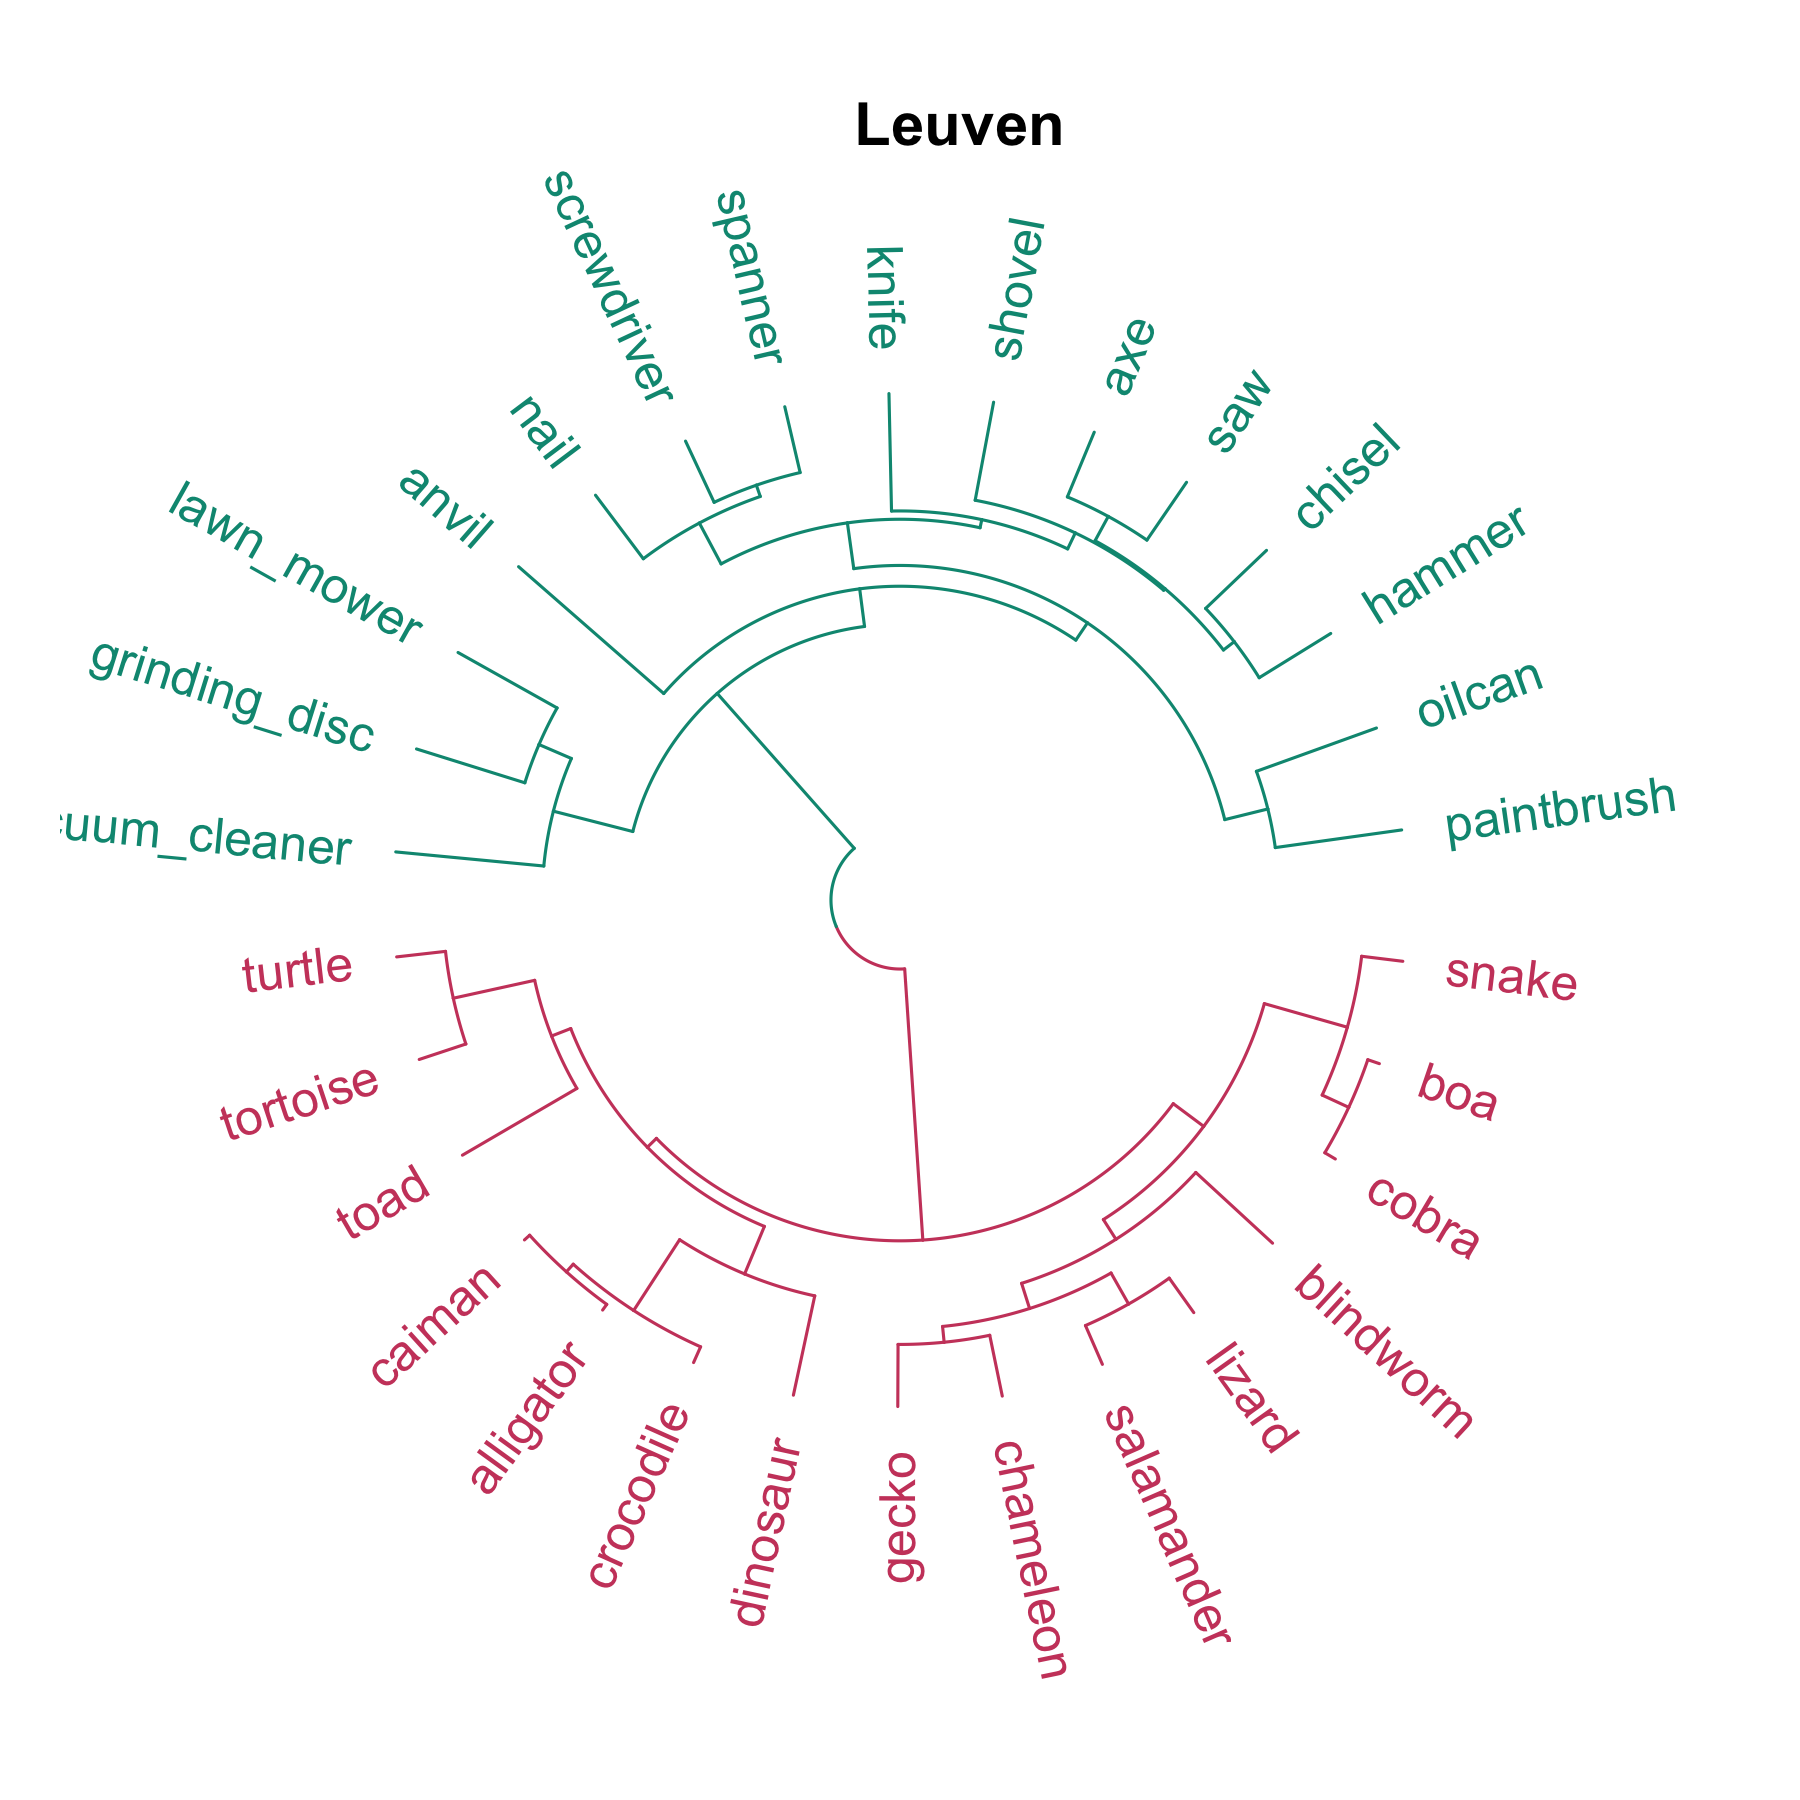 Leuven
screwdriver
spanner
knife
shovel
axe
saw
chisel
hammer
oilcan
paintbrush
snake
boa
cobra
blindworm
lizard
salamander
chameleon
gecko
dinosaur
crocodile
alligator
caiman
toad
tortoise
turtle
uum_cleaner
grinding_disc
lawn_mower
anvil
nail